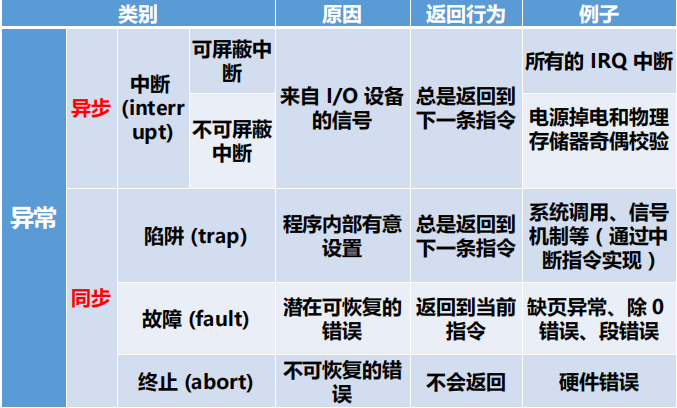 类别 原因 返回行为 例子
异常
异步
中断
(interr
upt)
可屏蔽中
断
不可屏蔽
中断
来自 I/O 设备
的信号
总是返回到
下一条指令
所有的 IRQ 中断
电源掉电和物理
存储器奇偶校验
同步
陷阱 (trap)
程序内部有意
设置
总是返回到
下一条指令
系统调用、信号
机制等（通过中
断指令实现）
故障 (fault)
潜在可恢复的
错误
返回到当前
指令
缺页异常、除 0
错误、段错误
终止 (abort)
不可恢复的错
误
不会返回
硬件错误